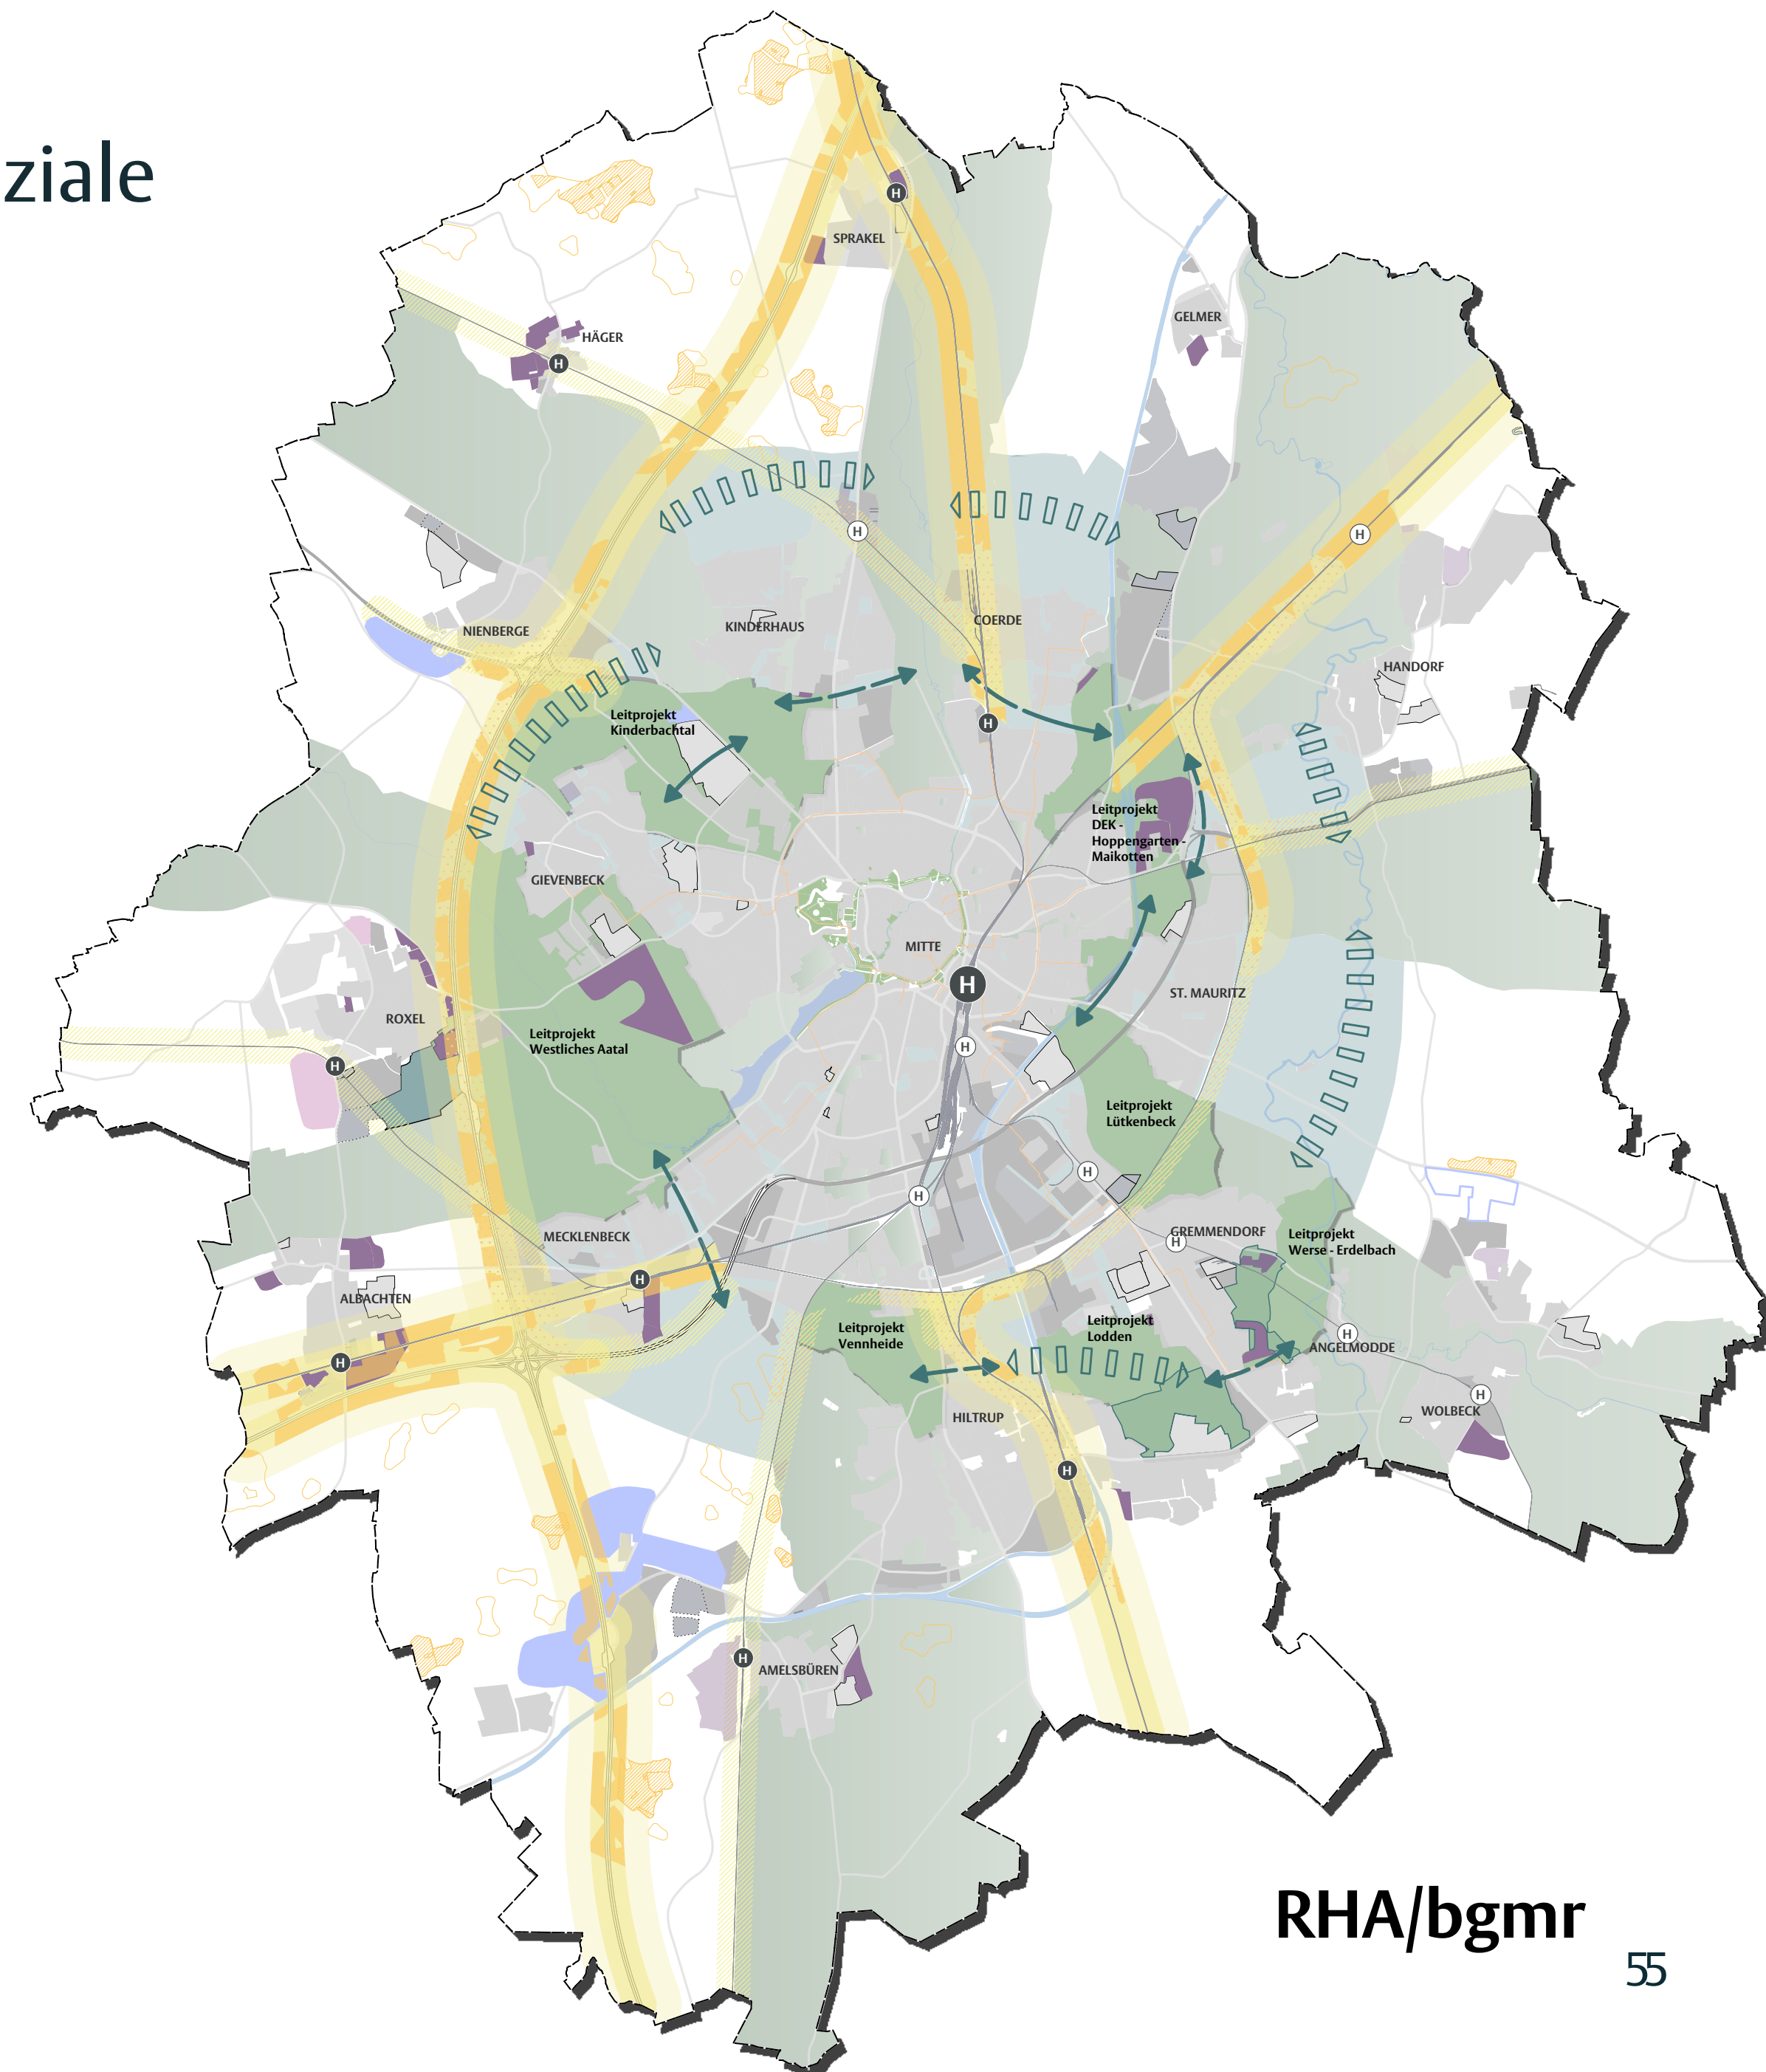 ziale
H
SPRAKEL
GELMER
HÄGER
H
H
H
NIENBERGE
KINDERHAUS
COERDE
HANDORF
Leitprojekt
Kinderbachtal
H
Leitprojekt
DEK -
Hoppengarten -
Maikotten
GIEVENBECK
MITTE
H
ST. MAURITZ
ROXEL
Leitprojekt
Westliches Aatal
H
H
Leitprojekt
Lütkenbeck
H
H
MECKLENBECK
GREMMENDORF
H
Leitprojekt
Werse - Erdelbach
H
ALBACHTEN
Leitprojekt
Vennheide
Leitprojekt
Lodden
H
ANGELMODDE
H
H
HILTRUP
WOLBECK
H
H
AMELSBÜREN
RHA/bgmr
55